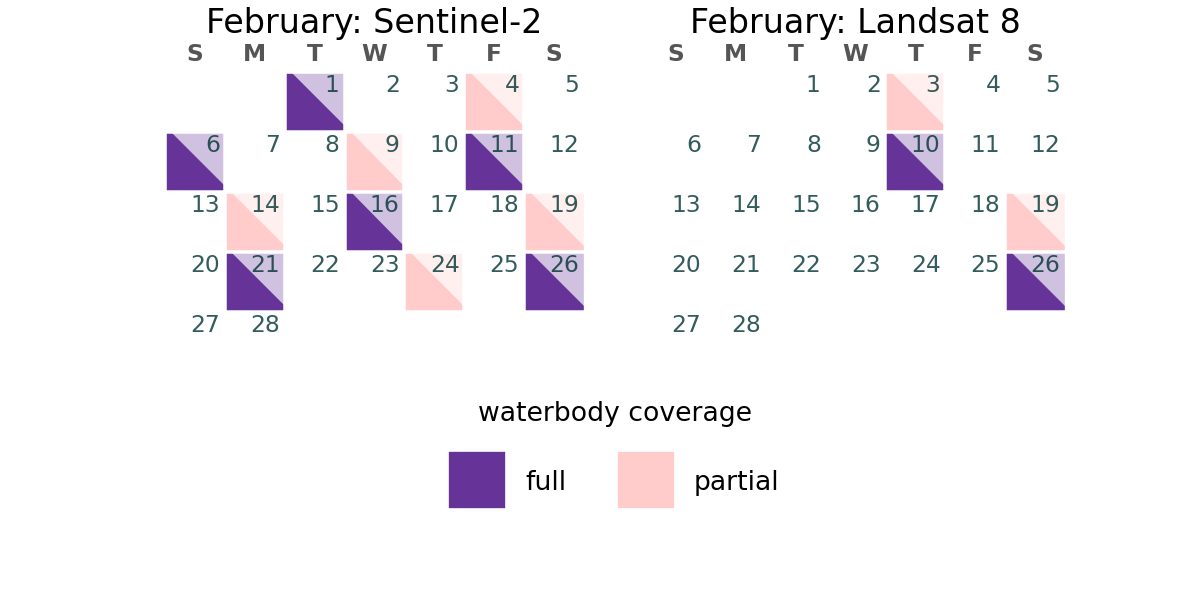 February: Sentinel-2
S M T W T F S
1 2 3 4 5
6 7 8 9 10 11 12
13 14 15 16 17 18 19
20 21 22 23 24 25 26
27 28
February: Landsat 8
S M T W T F S
1 2 3 4 5
6 7 8 9 10 11 12
13 14 15 16 17 18 19
20 21 22 23 24 25 26
27 28
waterbody coverage
full
partial